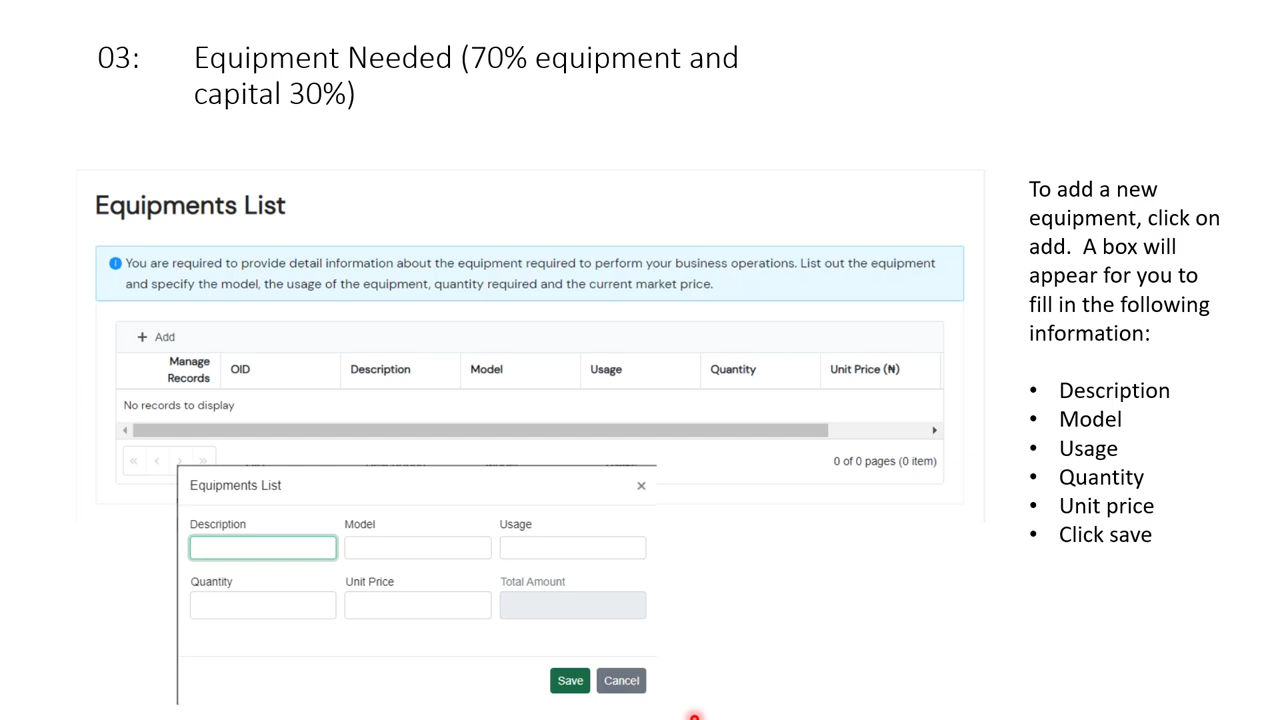 03: Equipment Needed (70% equipment and
capital 30%)
Equipments List
You are required to provide detail information about the equipment required to perform your business operations. List out the equipment
and specify the model, the usage of the equipment, quantity required and the current market price.
+ Add
Manage
Records
OID
Description
Model
Usage
Quantity
Unit Price (₦)
No records to display
« ‹ › »
0 of 0 pages (0 item)
Equipments List
×
Description
Model
Usage
Quantity
Unit Price
Total Amount
Save
Cancel
To add a new
equipment, click on
add. A box will
appear for you to
fill in the following
information:
• Description
• Model
• Usage
• Quantity
• Unit price
• Click save